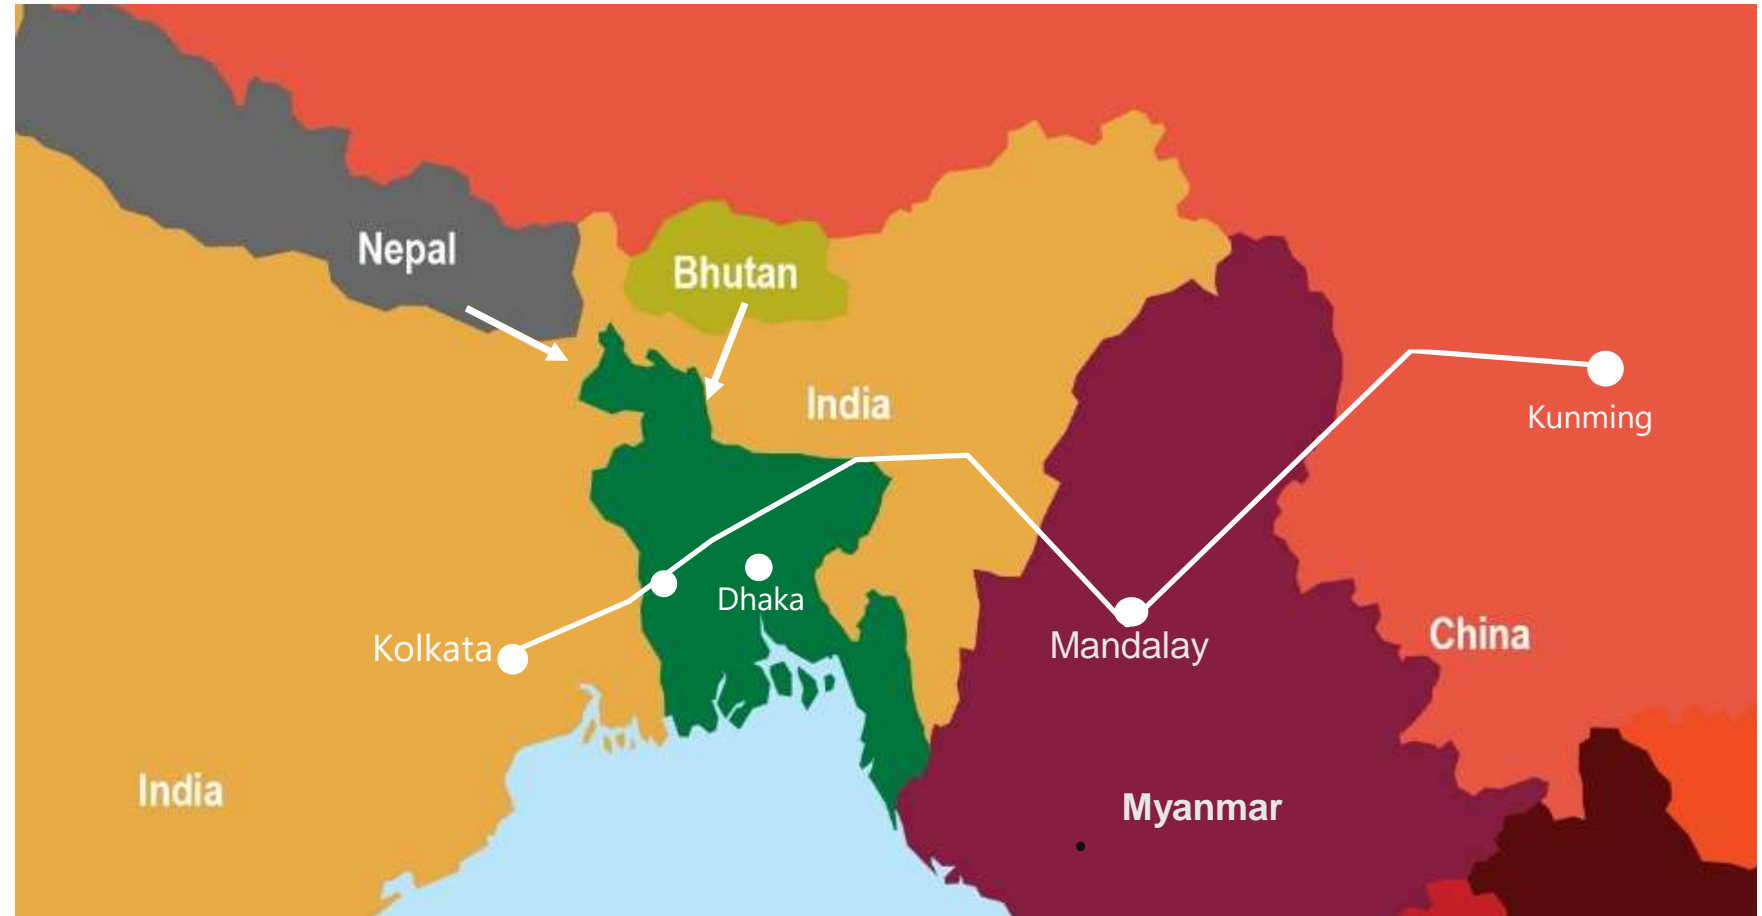 Nepal
Bhutan
India
Kunming
Dhaka
Kolkata
Mandalay
China
India
Myanmar